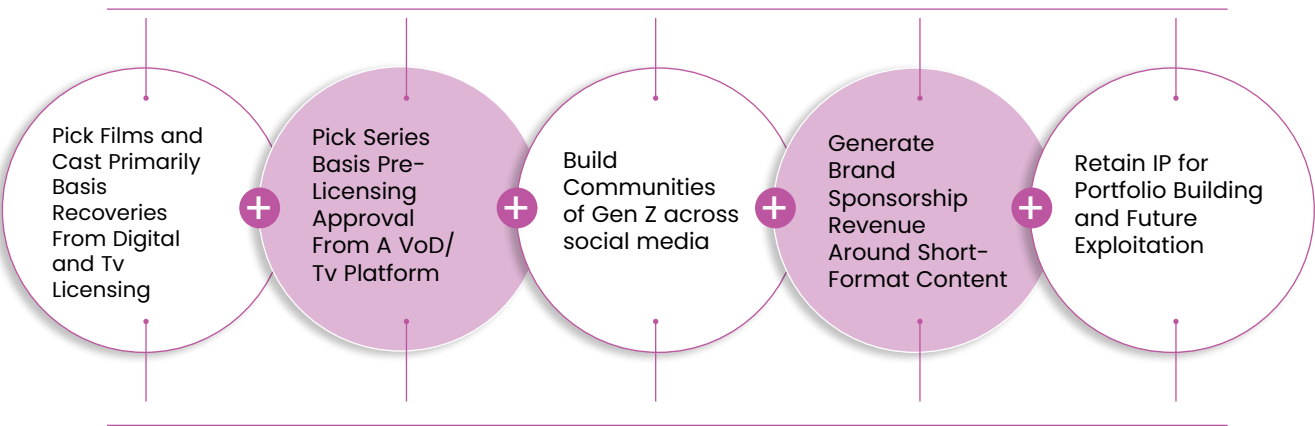 Pick Films and
Cast Primarily
Basis
Recoveries
From Digital
and Tv
Licensing
+
Pick Series
Basis Pre-
Licensing
Approval
From A VoD/
Tv Platform
+
Build
Communities
of Gen Z across
social media
+
Generate
Brand
Sponsorship
Revenue
Around Short-
Format Content
+
Retain IP for
Portfolio Building
and Future
Exploitation